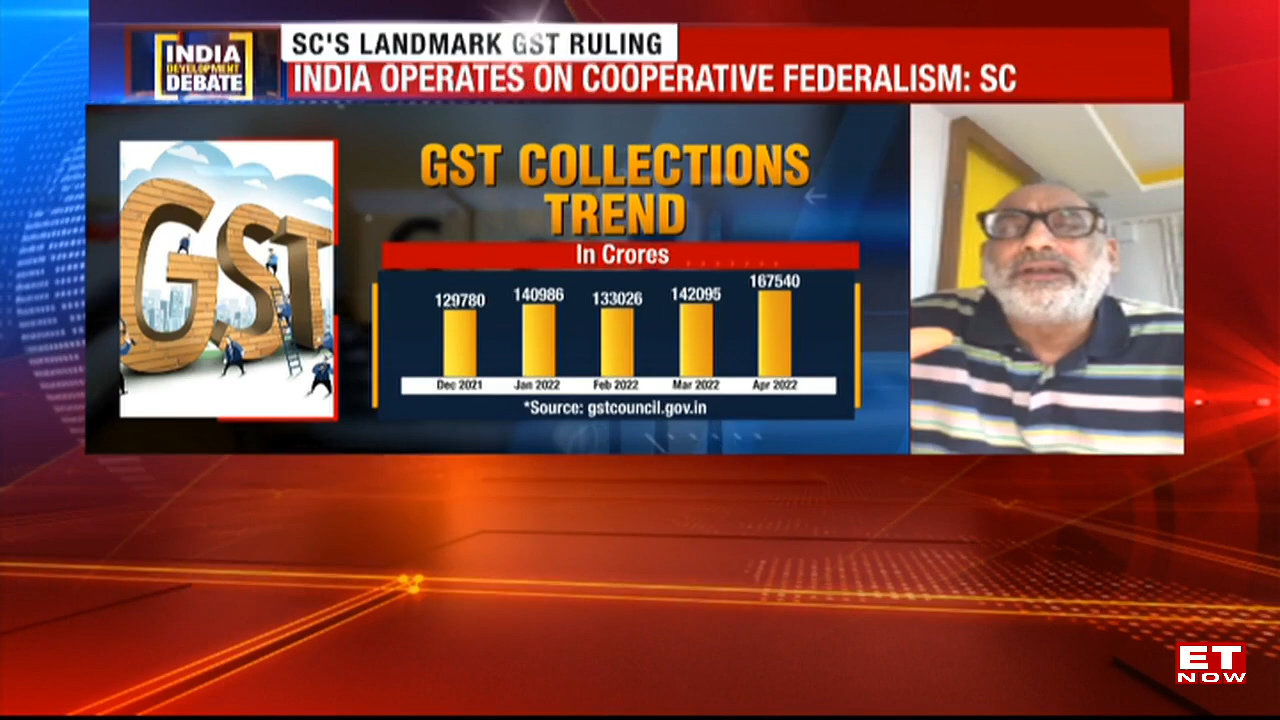 INDIA
DEVELOPMENT
DEBATE
SC'S LANDMARK GST RULING
INDIA OPERATES ON COOPERATIVE FEDERALISM: SC
GST
GST COLLECTIONS
TREND
In Crores
129780 140986 133026 142095 167540
Dec 2021 Jan 2022 Feb 2022 Mar 2022 Apr 2022
*Source: gstcouncil.gov.in
ET
NOW